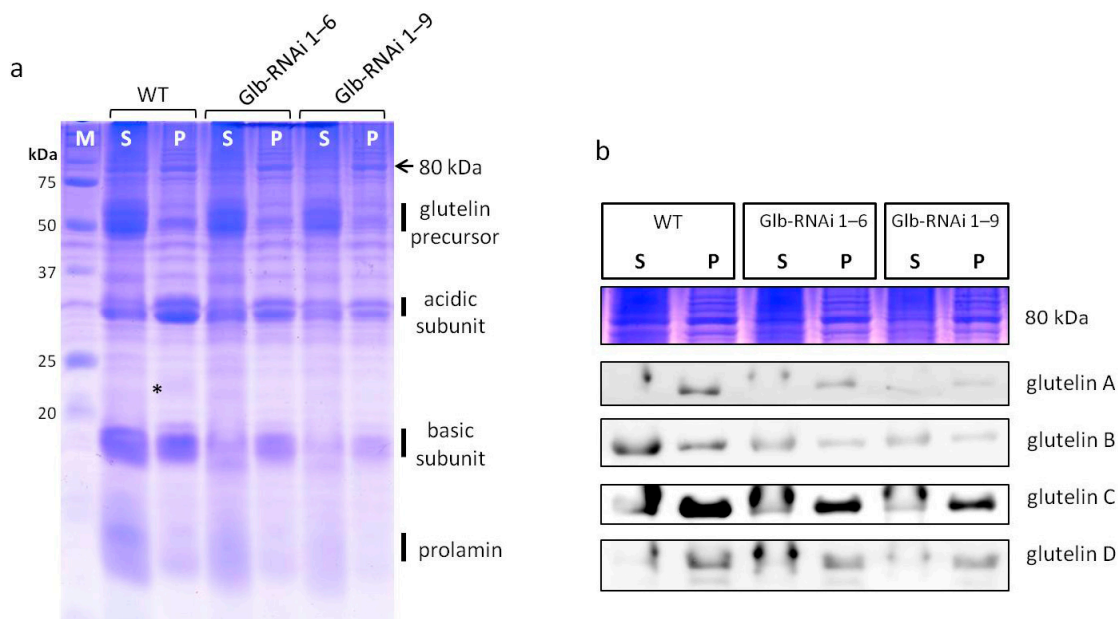 a
WT
Glb-RNAi 1–6
Glb-RNAi 1–9
M S P S P S P
kDa
75
50
37
25
20
80 kDa
glutelin
precursor
acidic
subunit
*
basic
subunit
prolamin
b
WT Glb-RNAi 1–6 Glb-RNAi 1–9
S P S P S P
80 kDa
glutelin A
glutelin B
glutelin C
glutelin D